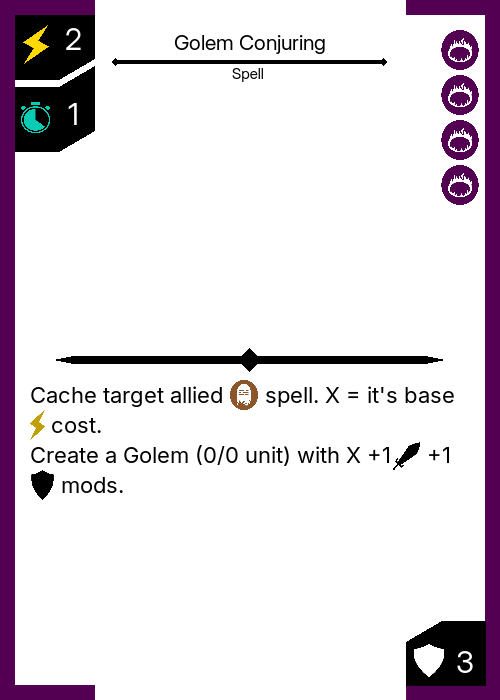 2
Golem Conjuring
Spell
1
Cache target allied spell. X = it's base
cost.
Create a Golem (0/0 unit) with X +1 +1
mods.
3